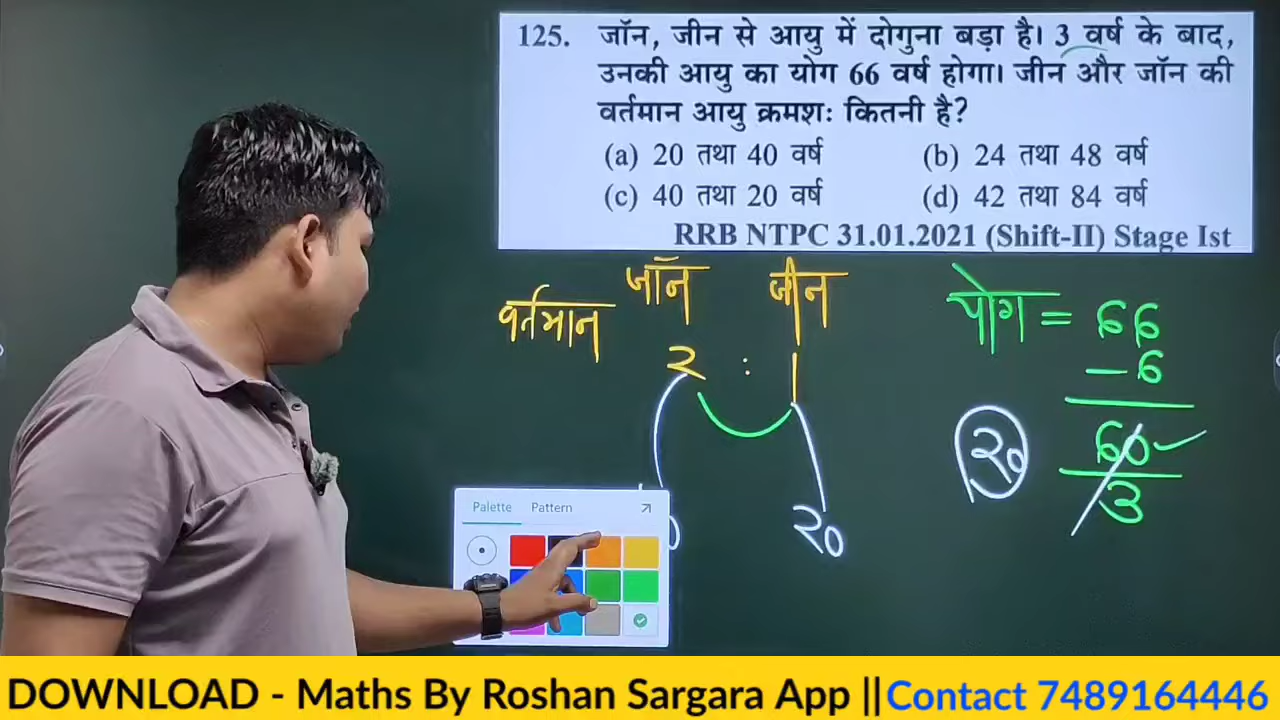 125. जॉन, जीन से आयु में दोगुना बड़ा है। 3 वर्ष के बाद,
उनकी आयु का योग 66 वर्ष होगा। जीन और जॉन की
वर्तमान आयु क्रमशः कितनी है?
(a) 20 तथा 40 वर्ष (b) 24 तथा 48 वर्ष
(c) 40 तथा 20 वर्ष (d) 42 तथा 84 वर्ष
RRB NTPC 31.01.2021 (Shift-II) Stage Ist
जॉन जीन
वर्तमान
२ : 1
२०
योग = 66
- 6
60
3
२०
Palette Pattern
DOWNLOAD - Maths By Roshan Sargara App || Contact 7489164446